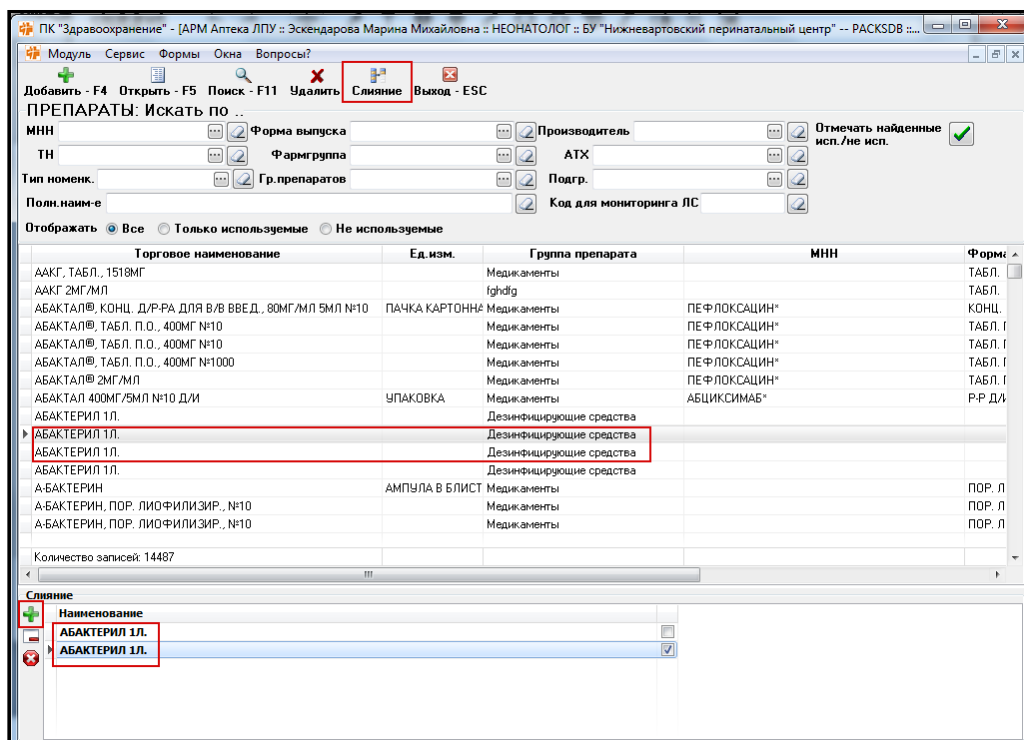 ПК "Здравоохранение" - [АРМ Аптека ЛПУ :: Эскендарова Марина Михайловна :: НЕОНАТОЛОГ :: БУ "Нижневартовский перинатальный центр" -- PACKSDB ::...
Модуль Сервис Формы Окна Вопросы?
Добавить - F4 Открыть - F5 Поиск - F11 Удалить Слияние Выход - ESC
ПРЕПАРАТЫ: Искать по ..
МНН Форма выпуска Производитель Отмечать найденные исп./не исп.
ТН Фармгруппа АТХ
Тип номенк. Гр.препаратов Подгр.
Полн.наим-е Код для мониторинга ЛС
Отображать Все Только используемые Не используемые
Торговое наименование Ед.изм. Группа препарата МНН Форма
ААКГ, ТАБЛ., 1518МГ Медикаменты ТАБЛ.
ААКГ 2МГ/МЛ fghdfg ТАБЛ.
АБАКТАЛ®, КОНЦ. Д/Р-РА ДЛЯ В/В ВВЕД., 80МГ/МЛ 5МЛ №10 ПАЧКА КАРТОННА Медикаменты ПЕФЛОКСАЦИН* КОНЦ.
АБАКТАЛ®, ТАБЛ. П.О., 400МГ №10 Медикаменты ПЕФЛОКСАЦИН* ТАБЛ. П
АБАКТАЛ®, ТАБЛ. П.О., 400МГ №10 Медикаменты ПЕФЛОКСАЦИН* ТАБЛ. П
АБАКТАЛ®, ТАБЛ. П.О., 400МГ №1000 Медикаменты ПЕФЛОКСАЦИН* ТАБЛ. П
АБАКТАЛ® 2МГ/МЛ Медикаменты ПЕФЛОКСАЦИН* ТАБЛ. П
АБАКТАЛ 400МГ/5МЛ №10 Д/И УПАКОВКА Медикаменты АБЦИКСИМАБ* Р-Р Д/И
АБАКТЕРИЛ 1Л. Дезинфицирующие средства
АБАКТЕРИЛ 1Л. Дезинфицирующие средства
АБАКТЕРИЛ 1Л. Дезинфицирующие средства
АБАКТЕРИЛ 1Л. Дезинфицирующие средства
А-БАКТЕРИН АМПУЛА В БЛИСТ Медикаменты ПОР. Л
А-БАКТЕРИН, ПОР. ЛИОФИЛИЗИР., №10 Медикаменты ПОР. Л
А-БАКТЕРИН, ПОР. ЛИОФИЛИЗИР., №10 Медикаменты ПОР. Л
Количество записей: 14487
Слияние
Наименование
АБАКТЕРИЛ 1Л.
АБАКТЕРИЛ 1Л.